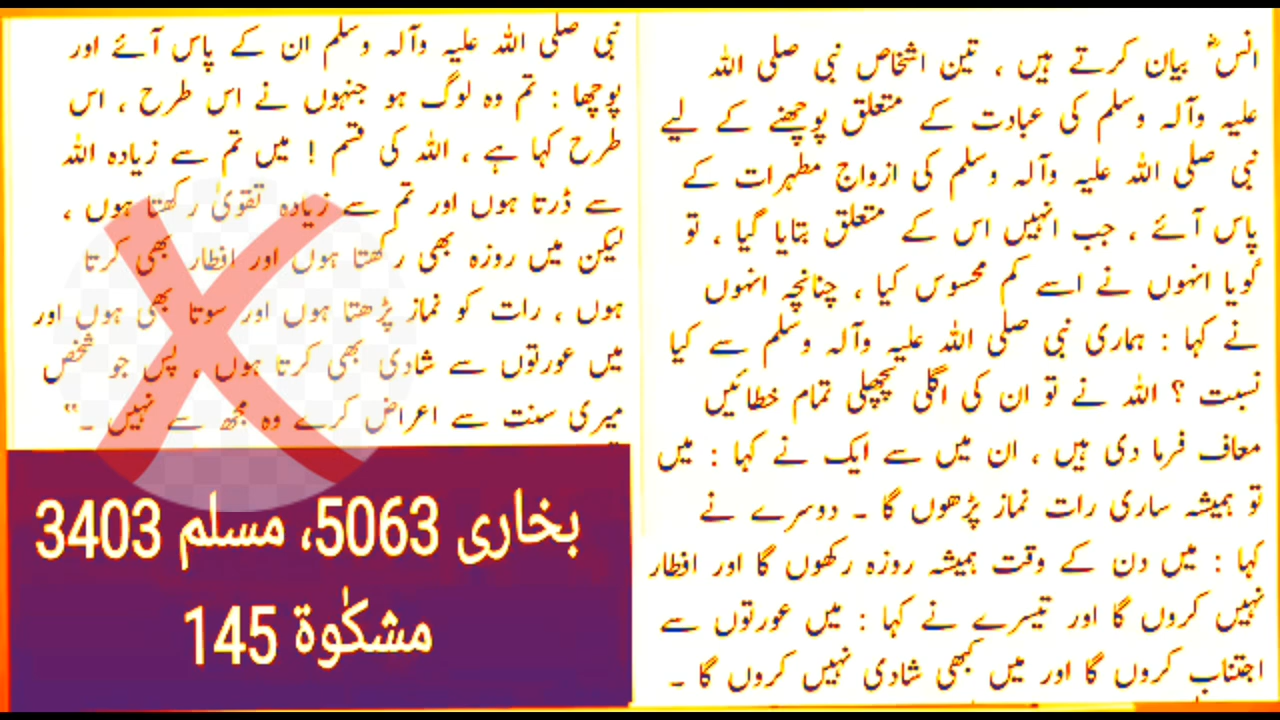 انسؓ بیان کرتے ہیں ، تین اشخاص نبی صلی اللہ
علیہ وآلہ وسلم کی عبادت کے متعلق پوچھنے کے لیے
نبی صلی اللہ علیہ وآلہ وسلم کی ازواج مطہرات کے
پاس آئے ، جب انہیں اس کے متعلق بتایا گیا ، تو
گویا انہوں نے اسے کم محسوس کیا ، چنانچہ انہوں
نے کہا : ہماری نبی صلی اللہ علیہ وآلہ وسلم سے کیا
نسبت ؟ اللہ نے تو ان کی اگلی پچھلی تمام خطائیں
معاف فرما دی ہیں ، ان میں سے ایک نے کہا : میں
تو ہمیشہ ساری رات نماز پڑھوں گا ۔ دوسرے نے
کہا : میں دن کے وقت ہمیشہ روزہ رکھوں گا اور افطار
نہیں کروں گا اور تیسرے نے کہا : میں عورتوں سے
اجتناب کروں گا اور میں کبھی شادی نہیں کروں گا ۔
نبی صلی اللہ علیہ وآلہ وسلم ان کے پاس آئے اور
پوچھا : تم وہ لوگ ہو جنہوں نے اس طرح ، اس
طرح کہا ہے ، اللہ کی قسم ! میں تم سے زیادہ اللہ
سے ڈرتا ہوں اور تم سے زیادہ تقویٰ رکھتا ہوں ،
لیکن میں روزہ بھی رکھتا ہوں اور افطار بھی کرتا
ہوں ، رات کو نماز پڑھتا ہوں اور سوتا بھی ہوں اور
میں عورتوں سے شادی بھی کرتا ہوں ، پس جو شخص
میری سنت سے اعراض کرے وہ مجھ سے نہیں ۔“
بخاری 5063، مسلم 3403
مشکوٰۃ 145